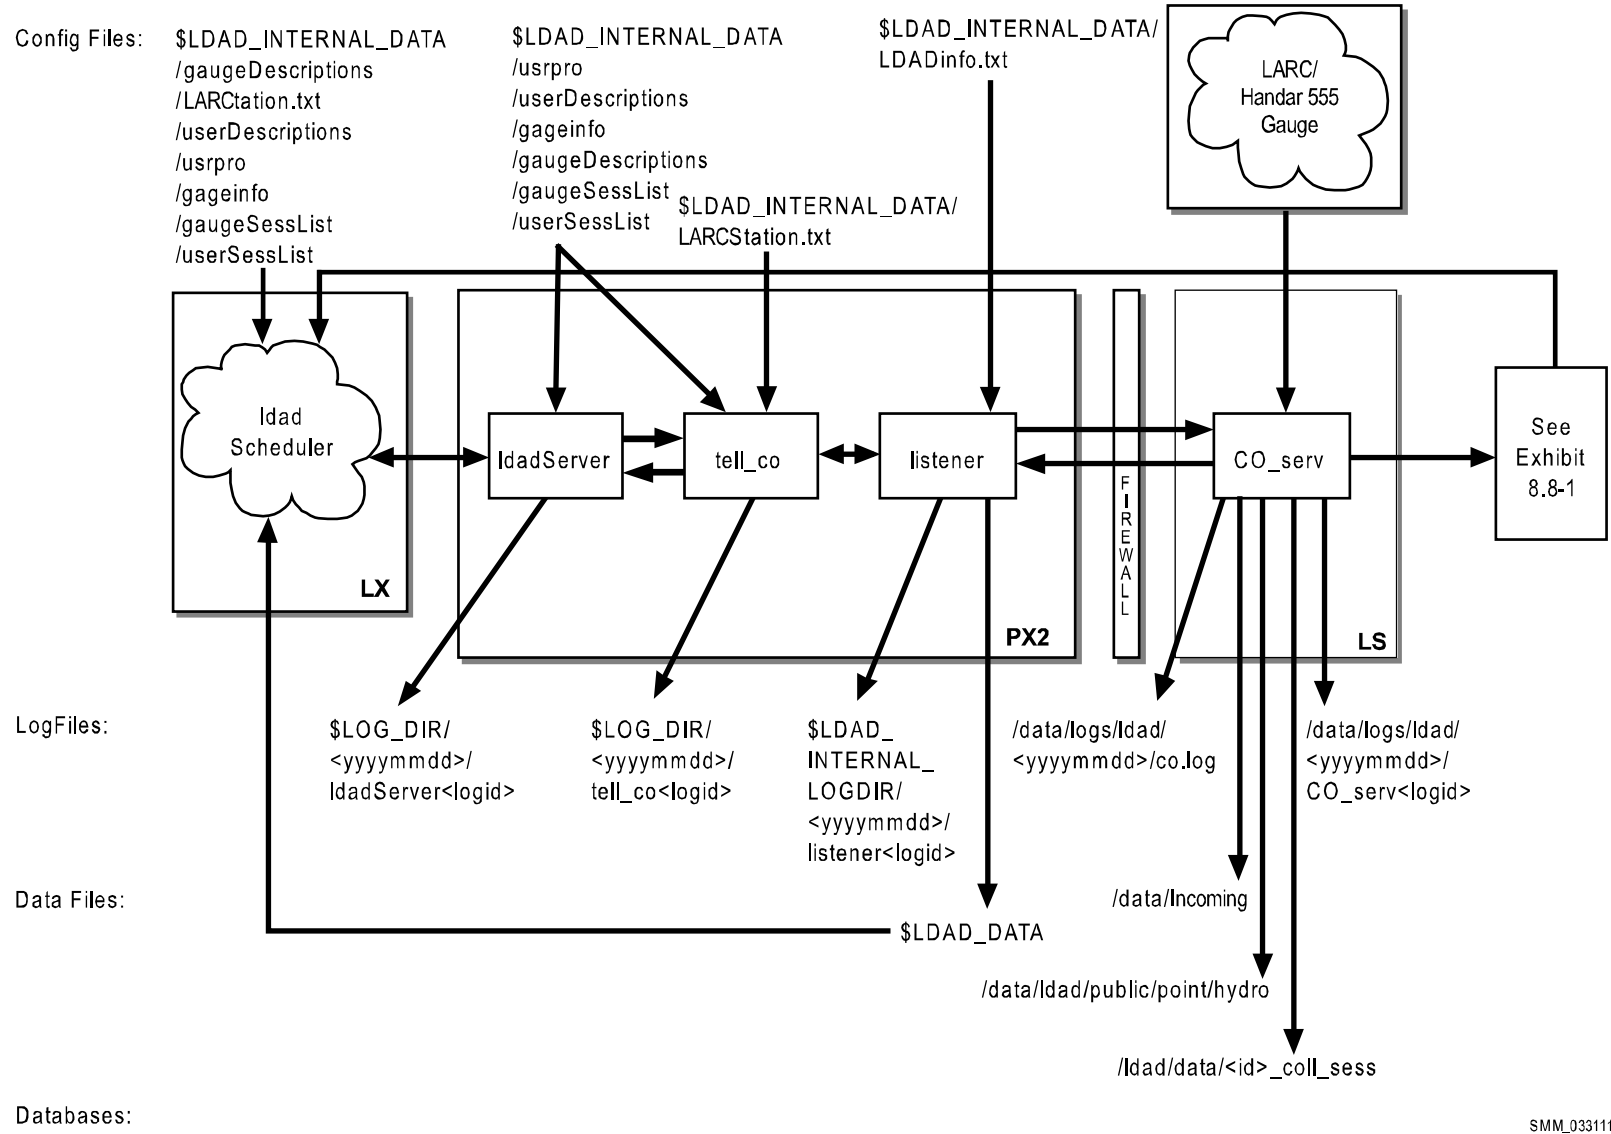 Config Files:
$LDAD_INTERNAL_DATA
/gaugeDescriptions
/LARCtation.txt
/userDescriptions
/usrpro
/gageinfo
/gaugeSessList
/userSessList
$LDAD_INTERNAL_DATA
/usrpro
/userDescriptions
/gageinfo
/gaugeDescriptions
/gaugeSessList
/userSessList
$LDAD_INTERNAL_DATA/
LARCStation.txt
$LDAD_INTERNAL_DATA/
LDADinfo.txt
LARC/
Handar 555
Gauge
ldad
Scheduler
LX
ldadServer
tell_co
listener
PX2
FIREWALL
CO_serv
LS
See
Exhibit
8.8-1
LogFiles:
$LOG_DIR/
<yyyymmdd>/
ldadServer<logid>
$LOG_DIR/
<yyyymmdd>/
tell_co<logid>
$LDAD_
INTERNAL_
LOGDIR/
<yyyymmdd>/
listener<logid>
/data/logs/ldad/
<yyyymmdd>/co.log
/data/logs/ldad/
<yyyymmdd>/
CO_serv<logid>
Data Files:
$LDAD_DATA
/data/Incoming
/data/ldad/public/point/hydro
/ldad/data/<id>_coll_sess
Databases:
SMM_033111